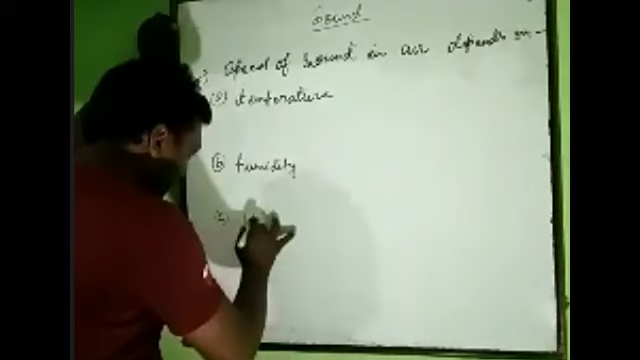 Sound
Speed of Sound in air depends on -
(a) temperature
(b) humidity
(c)